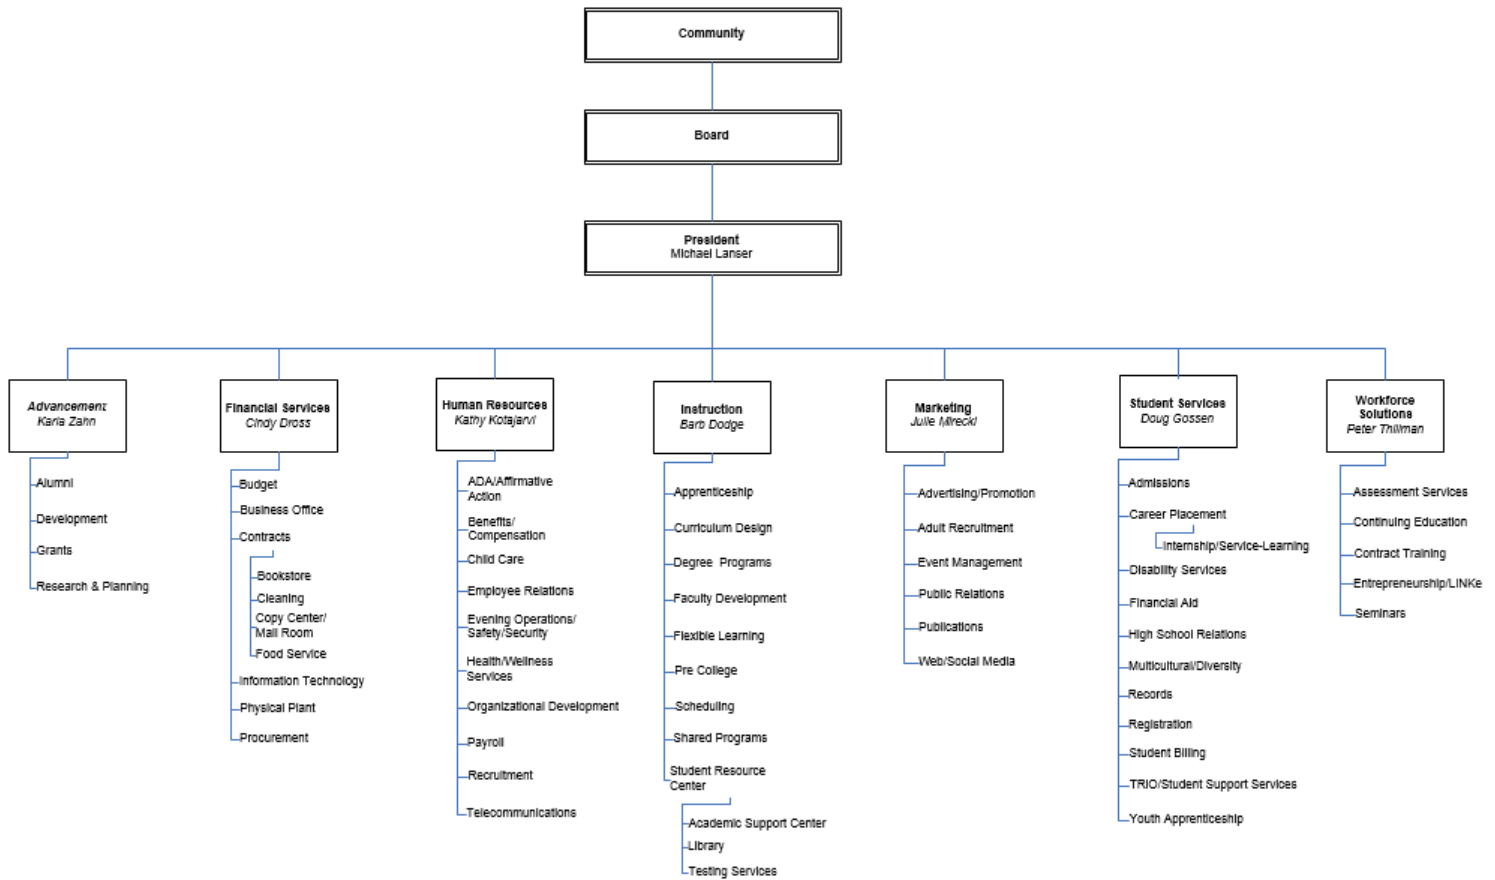 Community
Board
President
Michael Lanser
Advancement
Karla Zahn
Alumni
Development
Grants
Research & Planning
Financial Services
Cindy Dross
Budget
Business Office
Contracts
Bookstore
Cleaning
Copy Center/
Mail Room
Food Service
Information Technology
Physical Plant
Procurement
Human Resources
Kathy Kotajarvi
ADA/Affirmative
Action
Benefits/
Compensation
Child Care
Employee Relations
Evening Operations/
Safety/Security
Health/Wellness
Services
Organizational Development
Payroll
Recruitment
Telecommunications
Instruction
Barb Dodge
Apprenticeship
Curriculum Design
Degree Programs
Faculty Development
Flexible Learning
Pre College
Scheduling
Shared Programs
Student Resource
Center
Academic Support Center
Library
Testing Services
Marketing
Julie Mirecki
Advertising/Promotion
Adult Recruitment
Event Management
Public Relations
Publications
Web/Social Media
Student Services
Doug Gossen
Admissions
Career Placement
Internship/Service-Learning
Disability Services
Financial Aid
High School Relations
Multicultural/Diversity
Records
Registration
Student Billing
TRIO/Student Support Services
Youth Apprenticeship
Workforce
Solutions
Peter Thillman
Assessment Services
Continuing Education
Contract Training
Entrepreneurship/LINKe
Seminars